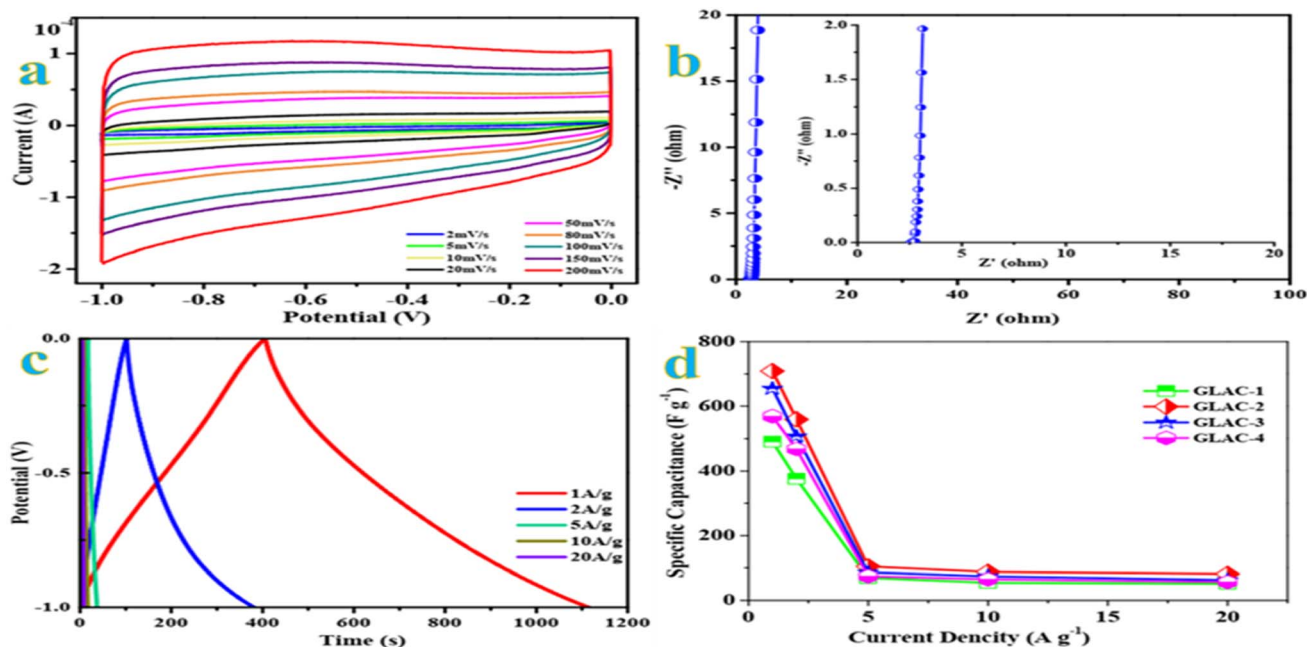 10⁻⁴
a
1
0
-1
-2
Current (A)
2mV/s
5mV/s
10mV/s
20mV/s
50mV/s
80mV/s
100mV/s
150mV/s
200mV/s
-1.0 -0.8 -0.6 -0.4 -0.2 0.0
Potential (V)
b
20
15
10
5
0
-Z'' (ohm)
2.0
1.5
1.0
0.5
0.0
-Z'' (ohm)
5 10 15 20
Z' (ohm)
0 20 40 60 80 100
Z' (ohm)
c
0.0
-0.5
-1.0
Potential (V)
1A/g
2A/g
5A/g
10A/g
20A/g
0 200 400 600 800 1000 1200
Time (s)
d
800
600
400
200
0
Specific Capacitance (F g⁻¹)
GLAC-1
GLAC-2
GLAC-3
GLAC-4
0 5 10 15 20
Current Dencity (A g⁻¹)